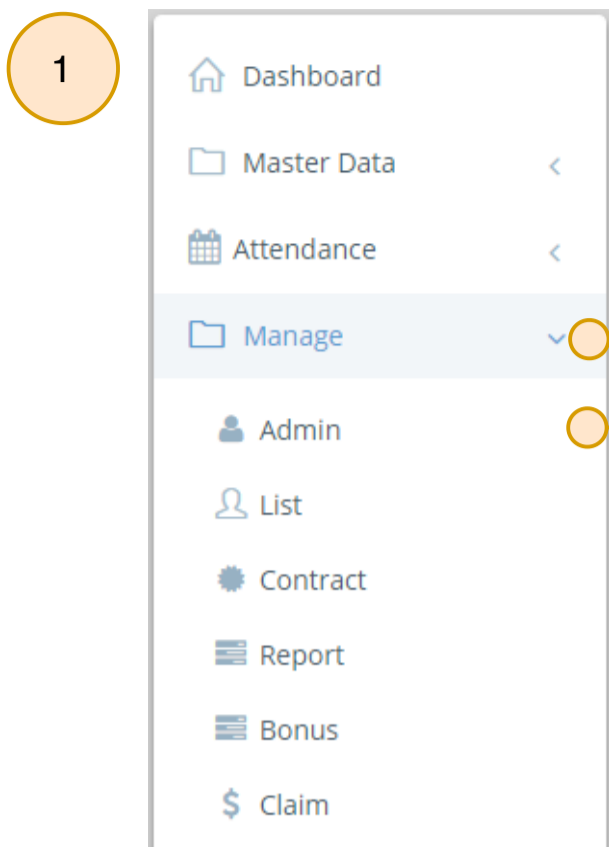 1
Dashboard
Master Data
Attendance
Manage
Admin
List
Contract
Report
Bonus
Claim